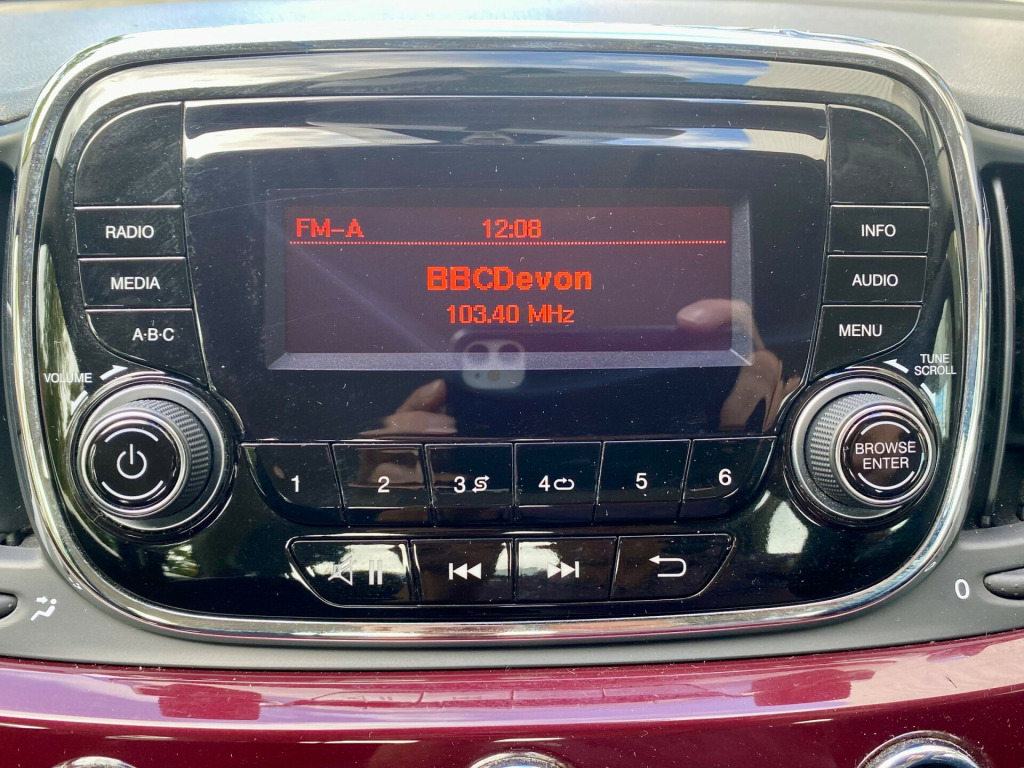 FM-A 12:08
BBCDevon
103.40 MHz
RADIO
MEDIA
A·B·C
VOLUME
INFO
AUDIO
MENU
TUNE
SCROLL
BROWSE
ENTER
1 2 3 4 5 6
0